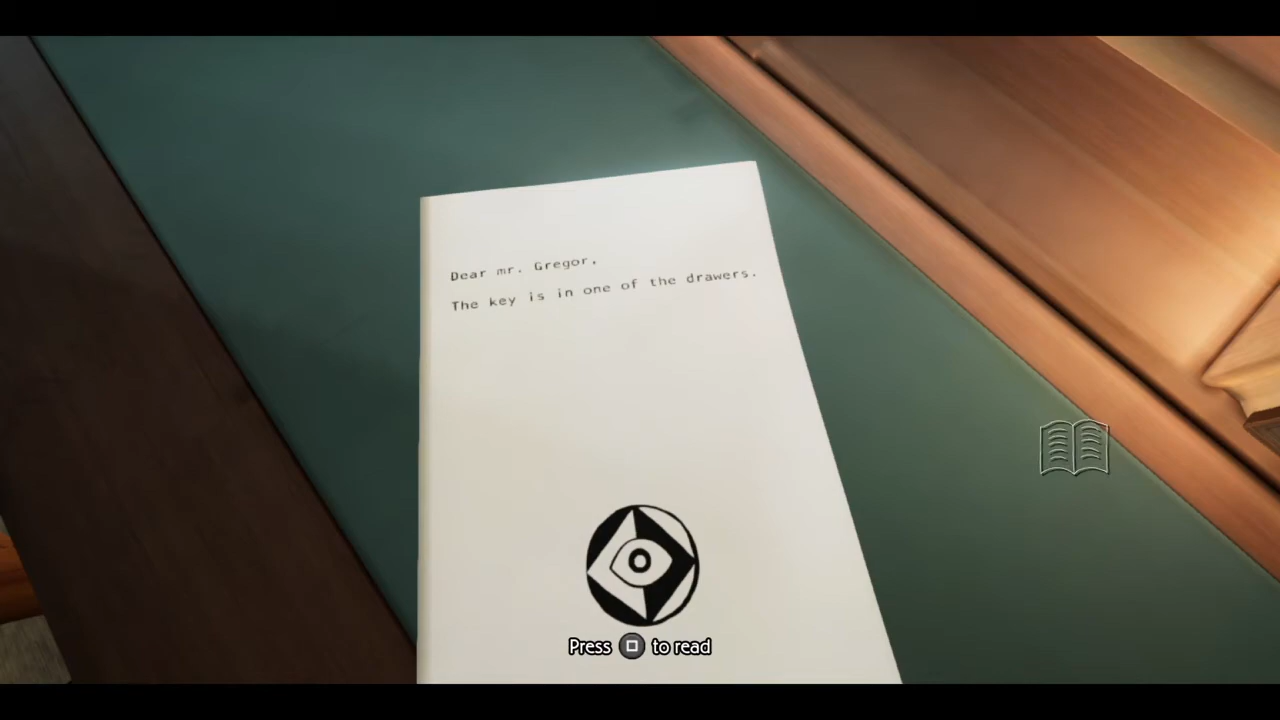 Dear mr. Gregor,
The key is in one of the drawers.
Press to read